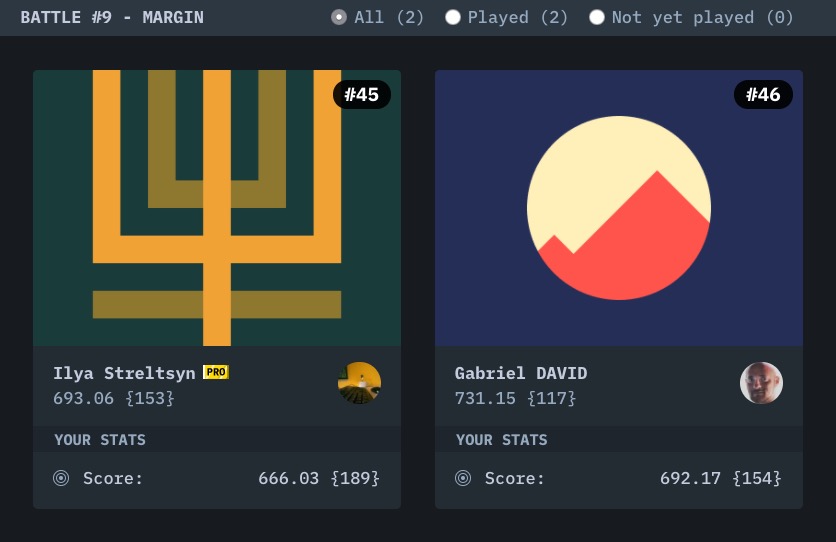 BATTLE #9 - MARGIN
All (2) Played (2) Not yet played (0)
#45
Ilya Streltsyn PRO
693.06 {153}
YOUR STATS
Score: 666.03 {189}
#46
Gabriel DAVID
731.15 {117}
YOUR STATS
Score: 692.17 {154}